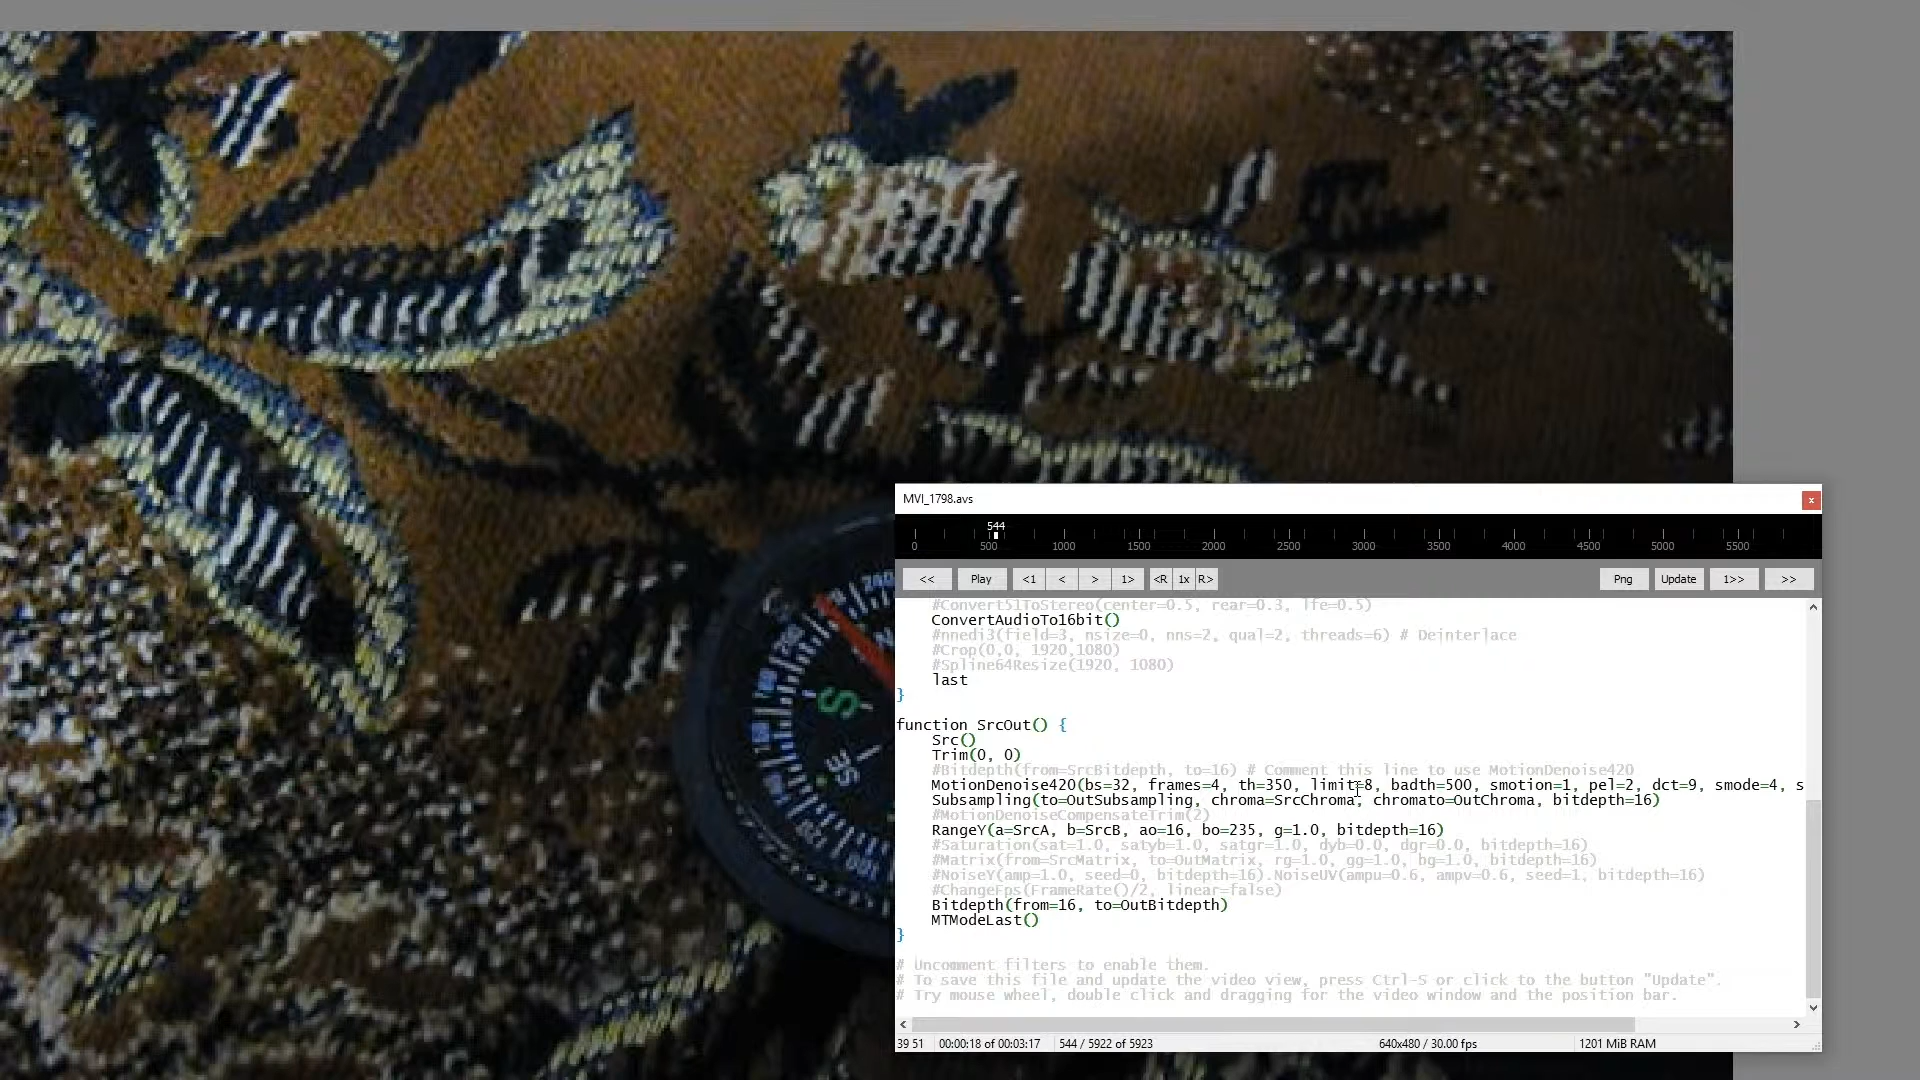 MVI_1798.avs
544
0 500 1000 1500 2000 2500 3000 3500 4000 4500 5000 5500
<< Play <1 < > 1> <R 1x R> Png Update 1>> >>
#Convert51ToStereo(center=0.5, rear=0.3, lfe=0.5)
ConvertAudioTo16bit()
#nnedi3(field=3, nsize=0, nns=2, qual=2, threads=6) # Deinterlace
#Crop(0,0, 1920,1080)
#Spline64Resize(1920, 1080)
last
}
function SrcOut() {
Src()
Trim(0, 0)
#Bitdepth(from=SrcBitdepth, to=16) # Comment this line to use MotionDenoise420
MotionDenoise420(bs=32, frames=4, th=350, limit=8, badth=500, smotion=1, pel=2, dct=9, smode=4, s
Subsampling(to=OutSubsampling, chroma=SrcChroma, chromato=OutChroma, bitdepth=16)
#MotionDenoiseCompensateTrim(2)
RangeY(a=SrcA, b=SrcB, ao=16, bo=235, g=1.0, bitdepth=16)
#Saturation(sat=1.0, satyb=1.0, satgr=1.0, dyb=0.0, dgr=0.0, bitdepth=16)
#Matrix(from=SrcMatrix, to=OutMatrix, rg=1.0, gg=1.0, bg=1.0, bitdepth=16)
#NoiseY(amp=1.0, seed=0, bitdepth=16).NoiseUV(ampu=0.6, ampv=0.6, seed=1, bitdepth=16)
#ChangeFps(FrameRate()/2, linear=false)
Bitdepth(from=16, to=OutBitdepth)
MTModeLast()
}
# Uncomment filters to enable them.
# To save this file and update the video view, press Ctrl-S or click to the button "Update".
# Try mouse wheel, double click and dragging for the video window and the position bar.
39 51 00:00:18 of 00:03:17 544 / 5922 of 5923 640x480 / 30.00 fps 1201 MiB RAM
240
S
SE
120
100